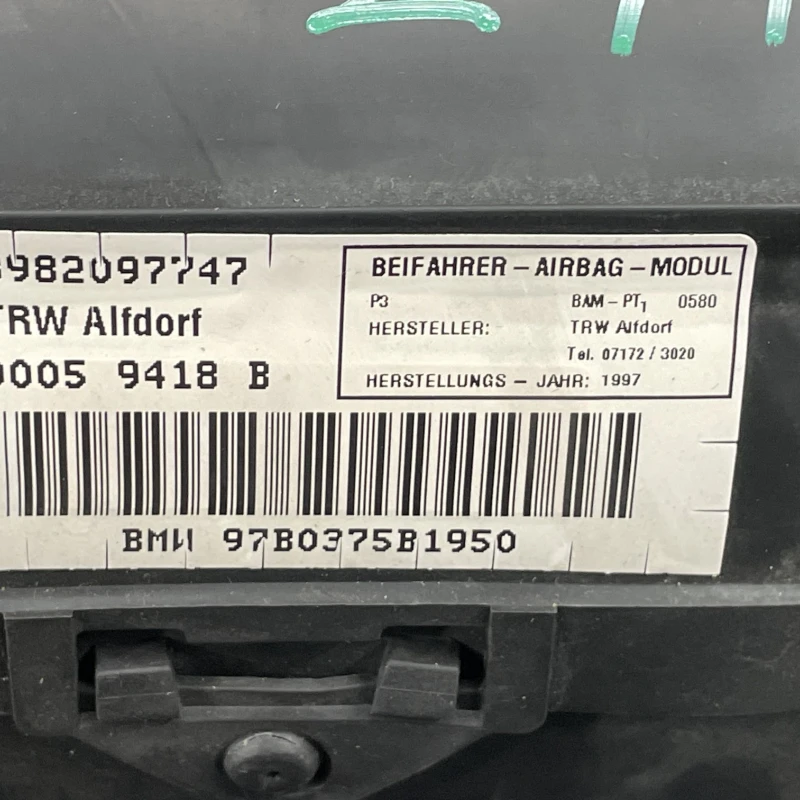 982097747
TRW Alfdorf
0005 9418 B
BEIFAHRER – AIRBAG – MODUL
P3 BAM – PT1 0580
HERSTELLER: TRW Alfdorf
Tel. 07172 / 3020
HERSTELLUNGS – JAHR: 1997
BMW 97B0375B1950